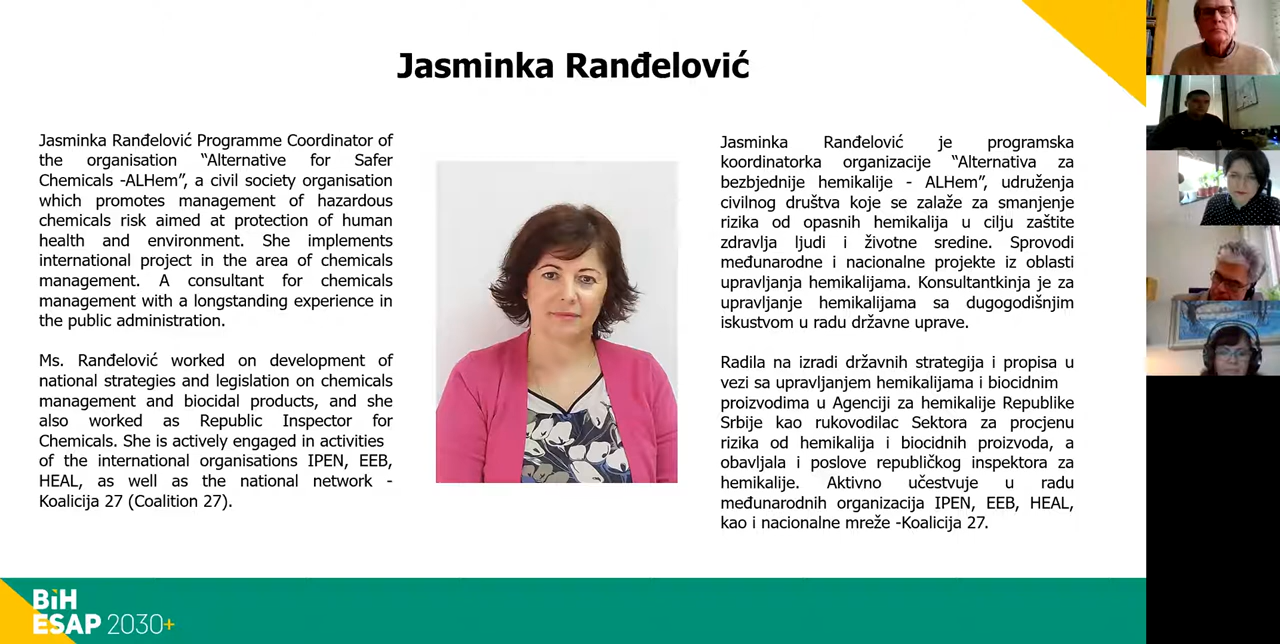 Jasminka Ranđelović
Jasminka Ranđelović Programme Coordinator of
the organisation “Alternative for Safer
Chemicals -ALHem”, a civil society organisation
which promotes management of hazardous
chemicals risk aimed at protection of human
health and environment. She implements
international project in the area of chemicals
management. A consultant for chemicals
management with a longstanding experience in
the public administration.
Ms. Ranđelović worked on development of
national strategies and legislation on chemicals
management and biocidal products, and she
also worked as Republic Inspector for
Chemicals. She is actively engaged in activities
of the international organisations IPEN, EEB,
HEAL, as well as the national network -
Koalicija 27 (Coalition 27).
Jasminka Ranđelović je programska
koordinatorka organizacije “Alternativa za
bezbjednije hemikalije - ALHem”, udruženja
civilnog društva koje se zalaže za smanjenje
rizika od opasnih hemikalija u cilju zaštite
zdravlja ljudi i životne sredine. Sprovodi
međunarodne i nacionalne projekte iz oblasti
upravljanja hemikalijama. Konsultantkinja je za
upravljanje hemikalijama sa dugogodišnjim
iskustvom u radu državne uprave.
Radila na izradi državnih strategija i propisa u
vezi sa upravljanjem hemikalijama i biocidnim
proizvodima u Agenciji za hemikalije Republike
Srbije kao rukovodilac Sektora za procjenu
rizika od hemikalija i biocidnih proizvoda, a
obavljala i poslove republičkog inspektora za
hemikalije. Aktivno učestvuje u radu
međunarodnih organizacija IPEN, EEB, HEAL,
kao i nacionalne mreže -Koalicija 27.
BiH
ESAP 2030+